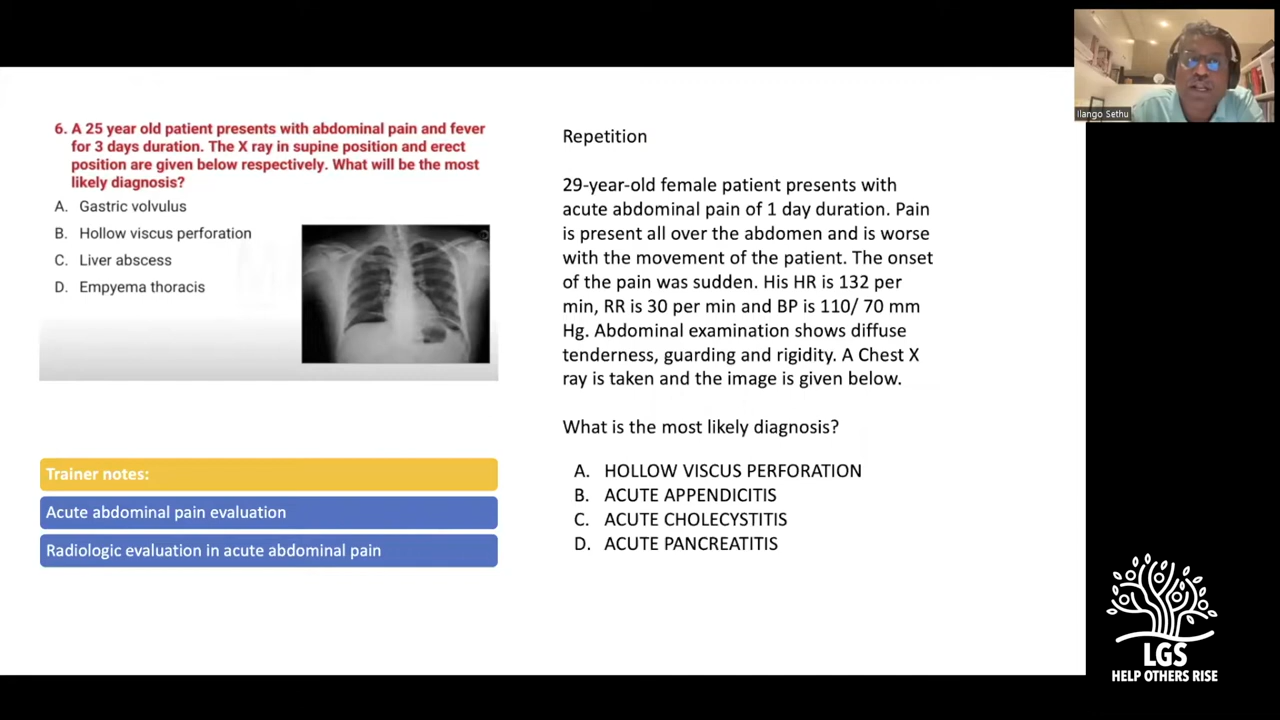 6. A 25 year old patient presents with abdominal pain and fever
for 3 days duration. The X ray in supine position and erect
position are given below respectively. What will be the most
likely diagnosis?
A. Gastric volvulus
B. Hollow viscus perforation
C. Liver abscess
D. Empyema thoracis
Trainer notes:
Acute abdominal pain evaluation
Radiologic evaluation in acute abdominal pain
Repetition
29-year-old female patient presents with
acute abdominal pain of 1 day duration. Pain
is present all over the abdomen and is worse
with the movement of the patient. The onset
of the pain was sudden. His HR is 132 per
min, RR is 30 per min and BP is 110/ 70 mm
Hg. Abdominal examination shows diffuse
tenderness, guarding and rigidity. A Chest X
ray is taken and the image is given below.
What is the most likely diagnosis?
A. HOLLOW VISCUS PERFORATION
B. ACUTE APPENDICITIS
C. ACUTE CHOLECYSTITIS
D. ACUTE PANCREATITIS
Ilango Sethu
LGS
HELP OTHERS RISE